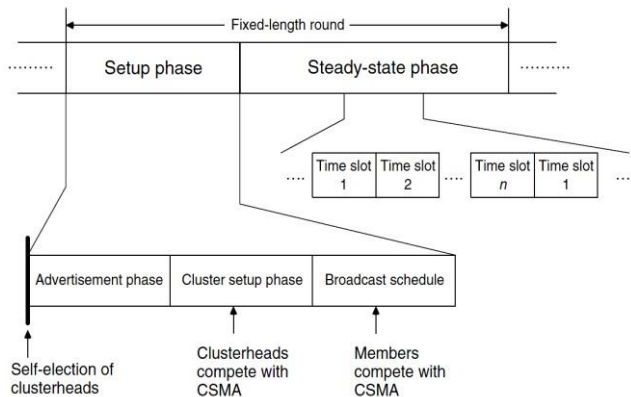 Fixed-length round
Setup phase
Steady-state phase
Time slot
1
Time slot
2
Time slot
n
Time slot
1
Advertisement phase
Cluster setup phase
Broadcast schedule
Self-election of
clusterheads
Clusterheads
compete with
CSMA
Members
compete with
CSMA